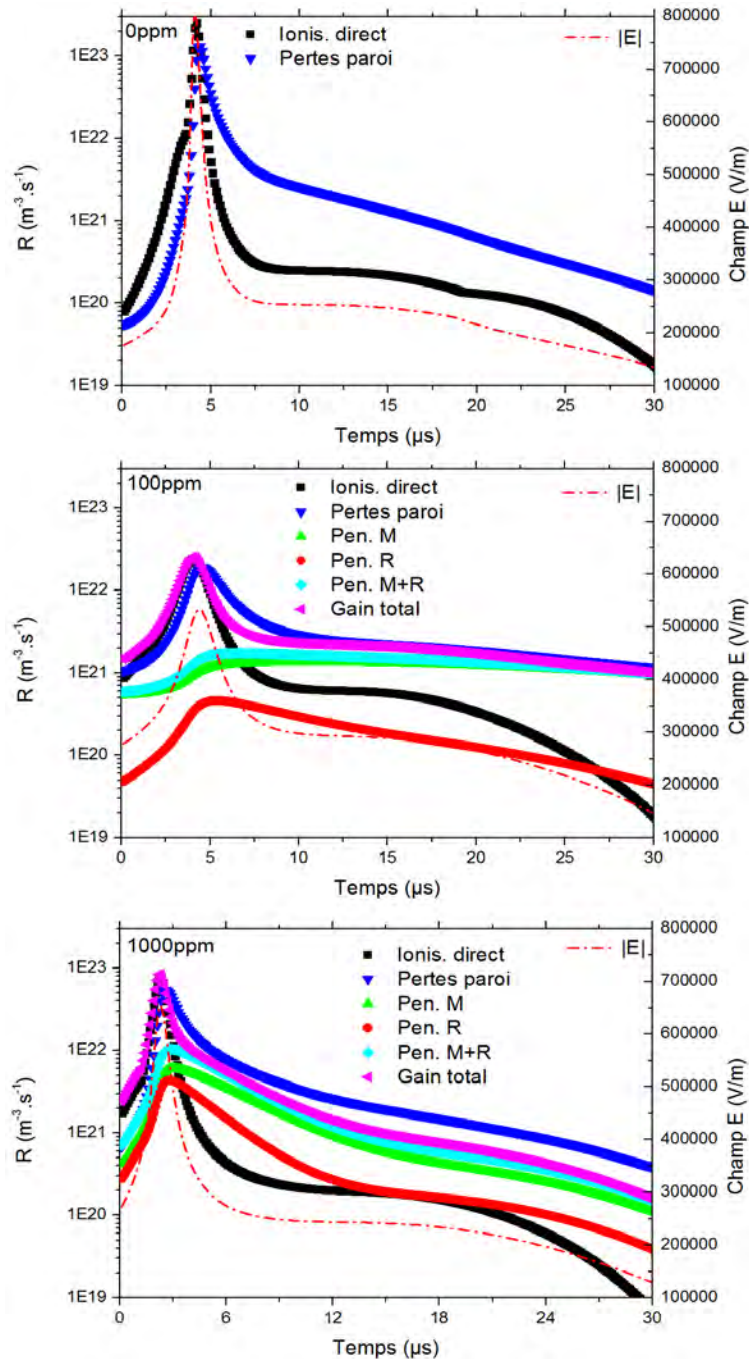 0ppm
Ionis. direct
Pertes paroi
|E|
1E23
1E22
1E21
1E20
1E19
R (m⁻³.s⁻¹)
800000
700000
600000
500000
400000
300000
200000
100000
Champ E (V/m)
0 5 10 15 20 25 30
Temps (µs)
100ppm
Ionis. direct
Pertes paroi
Pen. M
Pen. R
Pen. M+R
Gain total
|E|
1E23
1E22
1E21
1E20
1E19
R (m⁻³.s⁻¹)
800000
700000
600000
500000
400000
300000
200000
100000
Champ E (V/m)
0 5 10 15 20 25 30
Temps (µs)
1000ppm
Ionis. direct
Pertes paroi
Pen. M
Pen. R
Pen. M+R
Gain total
|E|
1E23
1E22
1E21
1E20
1E19
R (m⁻³.s⁻¹)
800000
700000
600000
500000
400000
300000
200000
100000
Champ E (V/m)
0 6 12 18 24 30
Temps (µs)